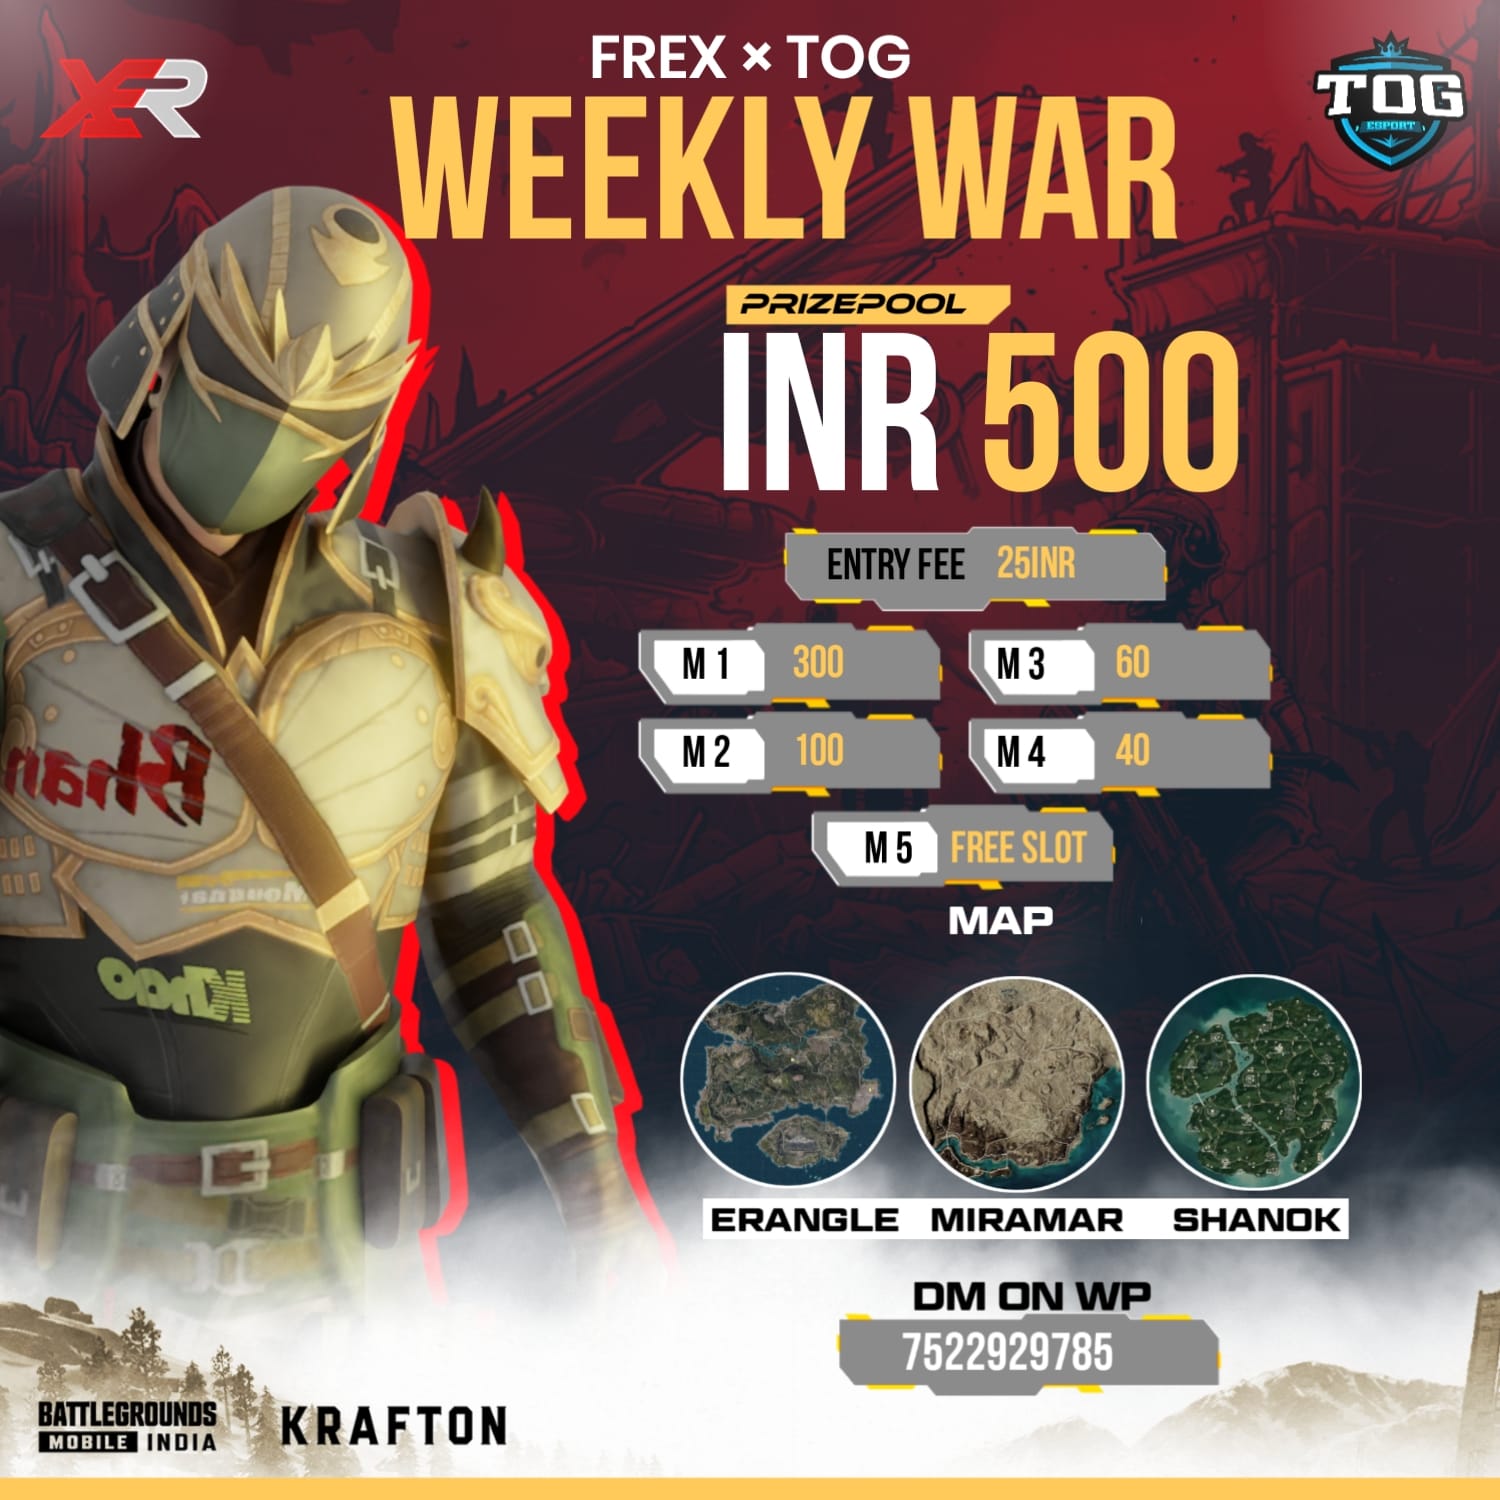 FREX × TOG
XER
TOG
ESPORT
WEEKLY WAR
PRIZEPOOL
INR 500
ENTRY FEE 25INR
M 1 300
M 3 60
M 2 100
M 4 40
M 5 FREE SLOT
MAP
ERANGLE MIRAMAR SHANOK
DM ON WP
7522929785
BATTLEGROUNDS
MOBILE INDIA
KRAFTON